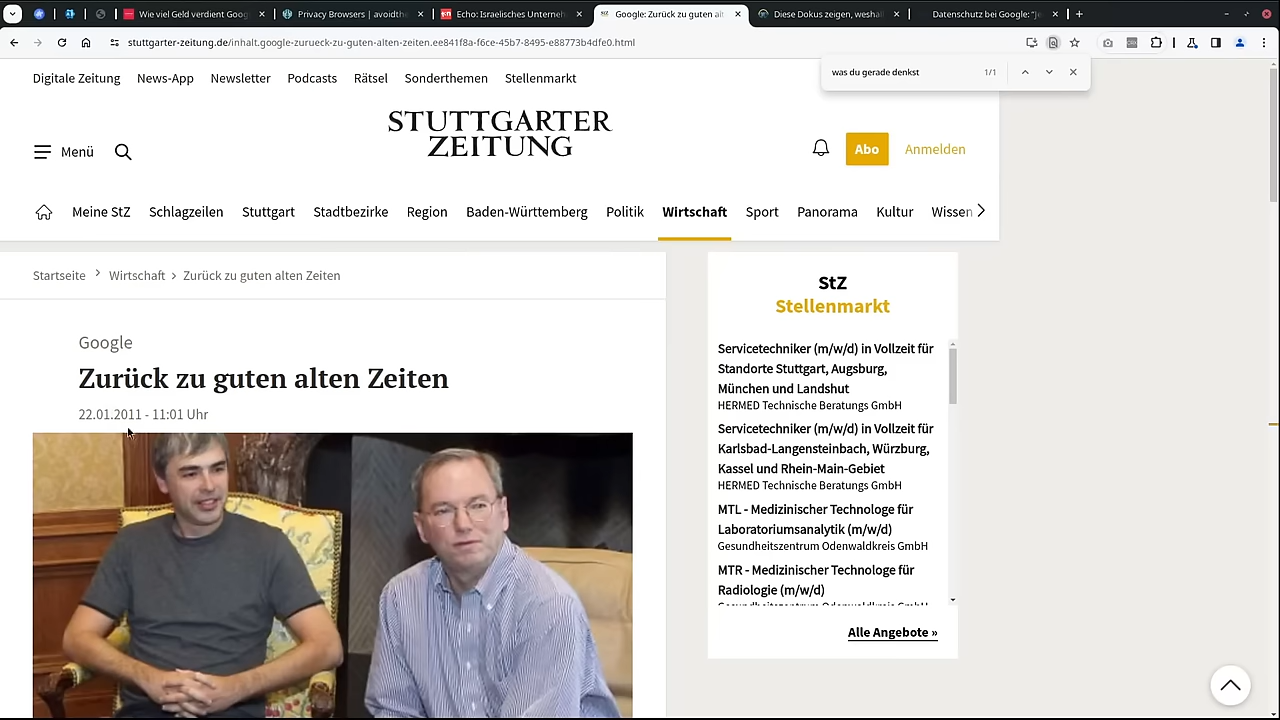 Wie viel Geld verdient Goog
Privacy Browsers | avoidthe
Echo: Israelisches Unterneh
Google: Zurück zu guten alt
Diese Dokus zeigen, weshal
Datenschutz bei Google: "Je
stuttgarter-zeitung.de/inhalt.google-zurueck-zu-guten-alten-zeiten.ee841f8a-f6ce-45b7-8495-e88773b4dfe0.html
was du gerade denkst
1/1
Digitale Zeitung News-App Newsletter Podcasts Rätsel Sonderthemen Stellenmarkt
STUTTGARTER
ZEITUNG
Menü
Abo
Anmelden
Meine StZ Schlagzeilen Stuttgart Stadtbezirke Region Baden-Württemberg Politik Wirtschaft Sport Panorama Kultur Wissen
Startseite > Wirtschaft > Zurück zu guten alten Zeiten
Google
Zurück zu guten alten Zeiten
22.01.2011 - 11:01 Uhr
StZ
Stellenmarkt
Servicetechniker (m/w/d) in Vollzeit für
Standorte Stuttgart, Augsburg,
München und Landshut
HERMED Technische Beratungs GmbH
Servicetechniker (m/w/d) in Vollzeit für
Karlsbad-Langensteinbach, Würzburg,
Kassel und Rhein-Main-Gebiet
HERMED Technische Beratungs GmbH
MTL - Medizinischer Technologe für
Laboratoriumsanalytik (m/w/d)
Gesundheitszentrum Odenwaldkreis GmbH
MTR - Medizinischer Technologe für
Radiologie (m/w/d)
Gesundheitszentrum Odenwaldkreis GmbH
Alle Angebote »